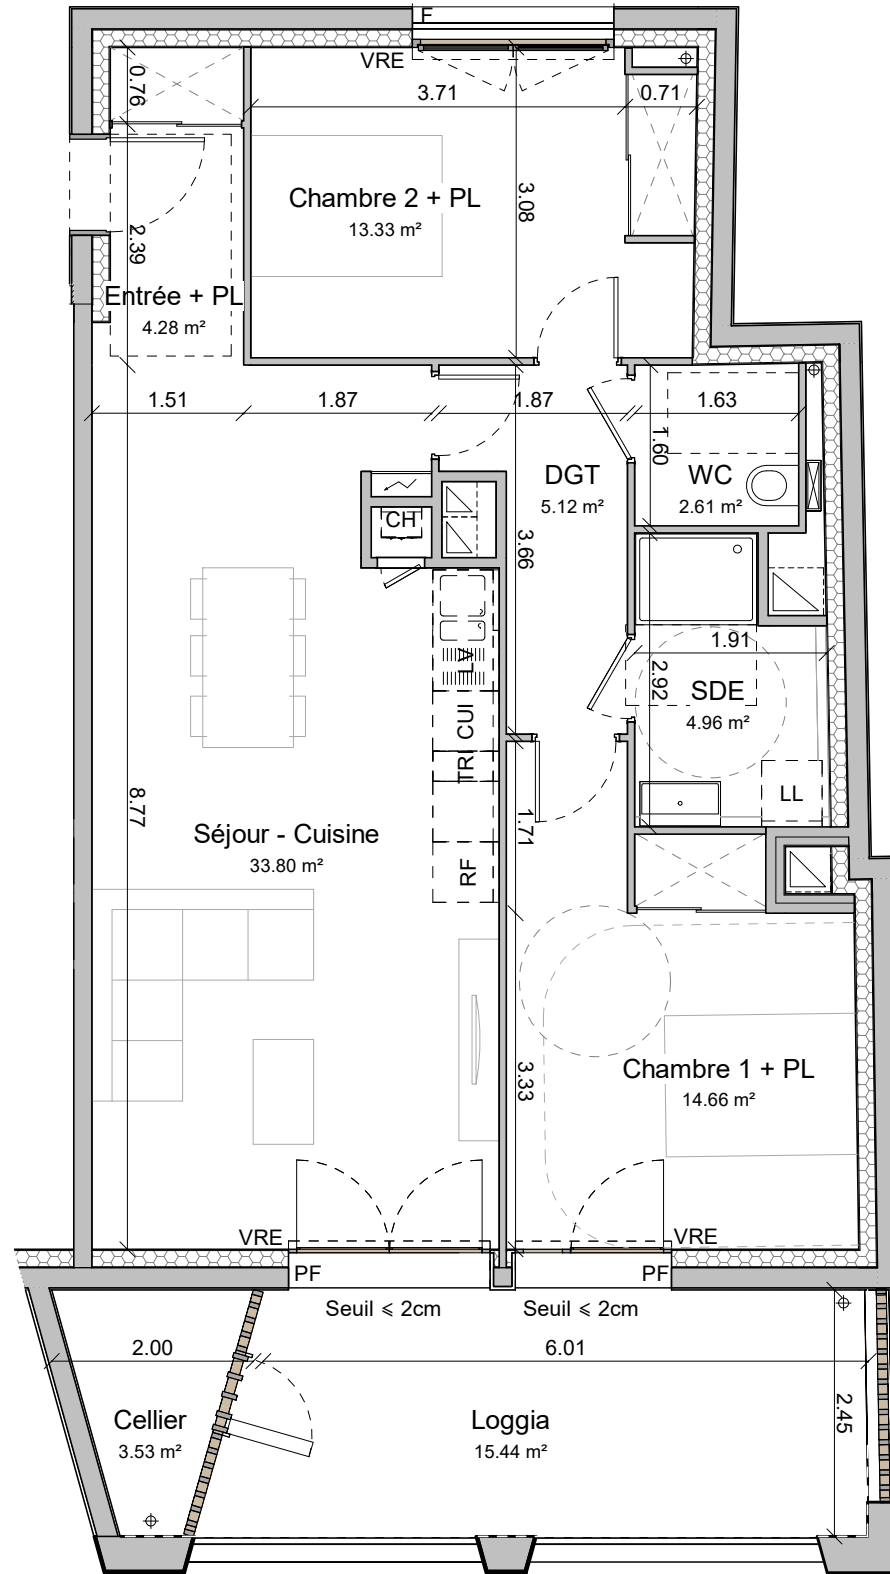 F
VRE
0.76
3.71
0.71
Chambre 2 + PL
13.33 m²
3.08
2.39
Entrée + PL
4.28 m²
1.51
1.87
1.87
1.63
1.60
DGT
5.12 m²
WC
2.61 m²
CH
3.66
1.91
LV
2.92
SDE
4.96 m²
CUI
TRI
LL
8.77
1.71
Séjour - Cuisine
33.80 m²
RF
3.33
Chambre 1 + PL
14.66 m²
VRE
VRE
PF
PF
Seuil ⩽ 2cm
Seuil ⩽ 2cm
2.00
6.01
2.45
Cellier
3.53 m²
Loggia
15.44 m²